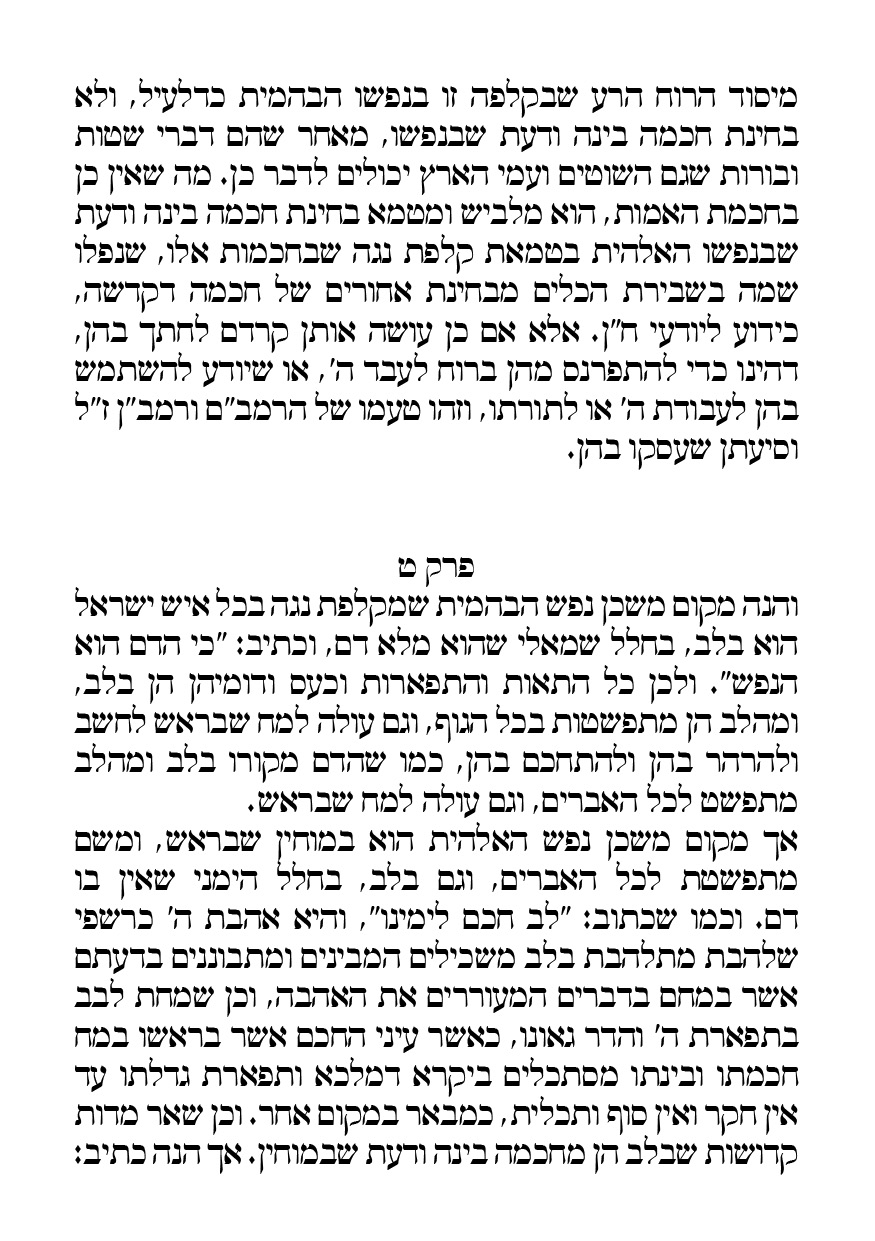 מיסוד הרוח הרע שבקלפה זו בנפשו הבהמית כדלעיל, ולא
בחינת חכמה בינה ודעת שבנפשו, מאחר שהם דברי שטות
ובורות שגם השוטים ועמי הארץ יכולים לדבר כן. מה שאין כן
בחכמת האמות, הוא מלביש ומטמא בחינת חכמה בינה ודעת
שבנפשו האלהית בטמאת קלפת נגה שבחכמות אלו, שנפלו
שמה בשבירת הכלים מבחינת אחורים של חכמה דקדשה,
כידוע ליודעי ח"ן. אלא אם כן עושה אותן קרדם לחתך בהן,
דהינו כדי להתפרנס מהן ברוח לעבד ה', או שיודע להשתמש
בהן לעבודת ה' או לתורתו, וזהו טעמו של הרמב"ם ורמב"ן ז"ל
וסיעתן שעסקו בהן.
פרק ט
והנה מקום משכן נפש הבהמית שמקלפת נגה בכל איש ישראל
הוא בלב, בחלל שמאלי שהוא מלא דם, וכתיב: "כי הדם הוא
הנפש". ולכן כל התאות והתפארות וכעס ודומיהן הן בלב,
ומהלב הן מתפשטות בכל הגוף, וגם עולה למח שבראש לחשב
ולהרהר בהן ולהתחכם בהן, כמו שהדם מקורו בלב ומהלב
מתפשט לכל האברים, וגם עולה למח שבראש.
אך מקום משכן נפש האלהית הוא במוחין שבראש, ומשם
מתפשטת לכל האברים, וגם בלב, בחלל הימני שאין בו
דם. וכמו שכתוב: "לב חכם לימינו", והיא אהבת ה' כרשפי
שלהבת מתלהבת בלב משכילים המבינים ומתבוננים בדעתם
אשר במחם בדברים המעוררים את האהבה, וכן שמחת לבב
בתפארת ה' והדר גאונו, כאשר עיני החכם אשר בראשו במח
חכמתו ובינתו מסתכלים ביקרא דמלכא ותפארת גדלתו עד
אין חקר ואין סוף ותכלית, כמבאר במקום אחר. וכן שאר מדות
קדושות שבלב הן מחכמה בינה ודעת שבמוחין. אך הנה כתיב: